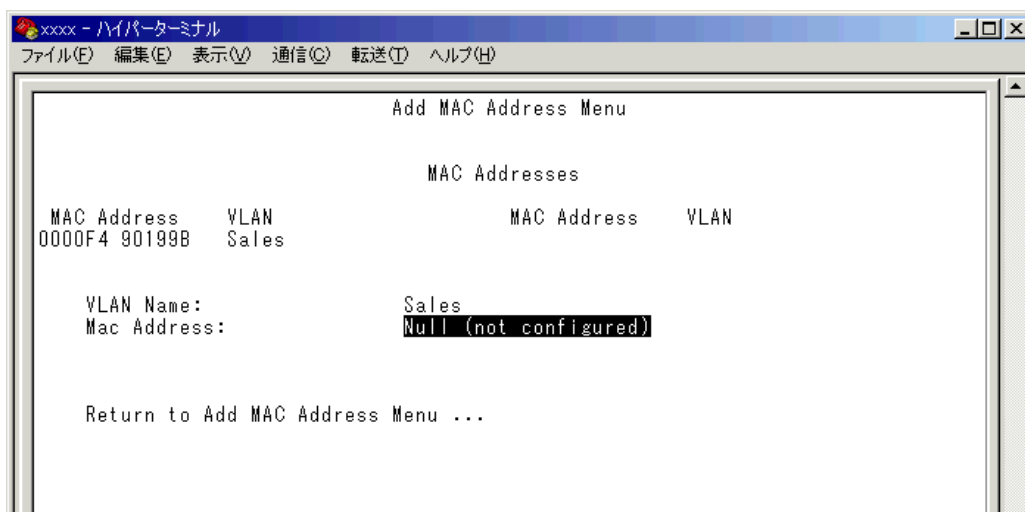 xxxx - ハイパーターミナル
ファイル(F) 編集(E) 表示(V) 通信(C) 転送(T) ヘルプ(H)
Add MAC Address Menu
MAC Addresses
MAC Address VLAN MAC Address VLAN
0000F4 90199B Sales
VLAN Name: Sales
Mac Address: Null (not configured)
Return to Add MAC Address Menu ...